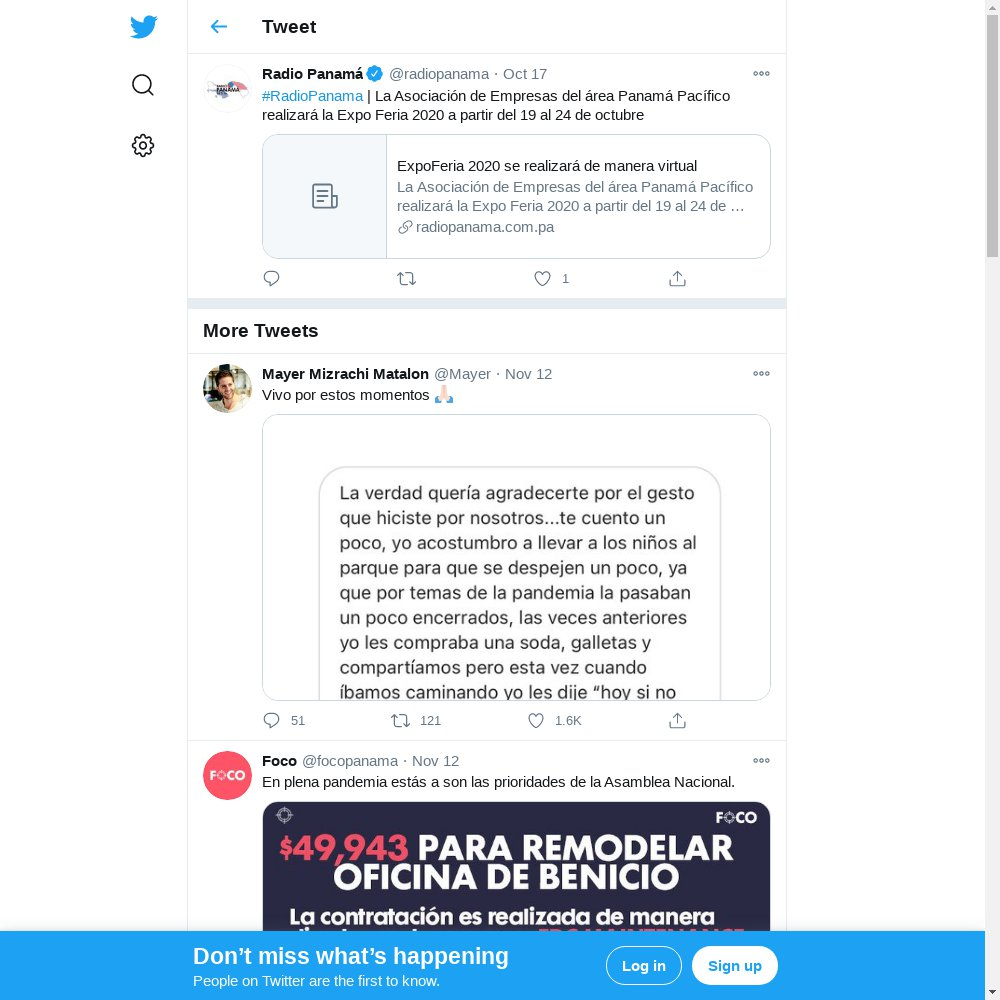 Tweet
Radio Panamá @radiopanama · Oct 17
#RadioPanama | La Asociación de Empresas del área Panamá Pacífico
realizará la Expo Feria 2020 a partir del 19 al 24 de octubre
ExpoFeria 2020 se realizará de manera virtual
La Asociación de Empresas del área Panamá Pacífico
realizará la Expo Feria 2020 a partir del 19 al 24 de …
radiopanama.com.pa
1
More Tweets
Mayer Mizrachi Matalon @Mayer · Nov 12
Vivo por estos momentos
La verdad quería agradecerte por el gesto
que hiciste por nosotros...te cuento un
poco, yo acostumbro a llevar a los niños al
parque para que se despejen un poco, ya
que por temas de la pandemia la pasaban
un poco encerrados, las veces anteriores
yo les compraba una soda, galletas y
compartíamos pero esta vez cuando
íbamos caminando yo les dije “hoy si no
51 121 1.6K
FOCO
Foco @focopanama · Nov 12
En plena pandemia estás a son las prioridades de la Asamblea Nacional.
FOCO
$49,943 PARA REMODELAR
OFICINA DE BENICIO
La contratación es realizada de manera
Don’t miss what’s happening
People on Twitter are the first to know.
Log in
Sign up